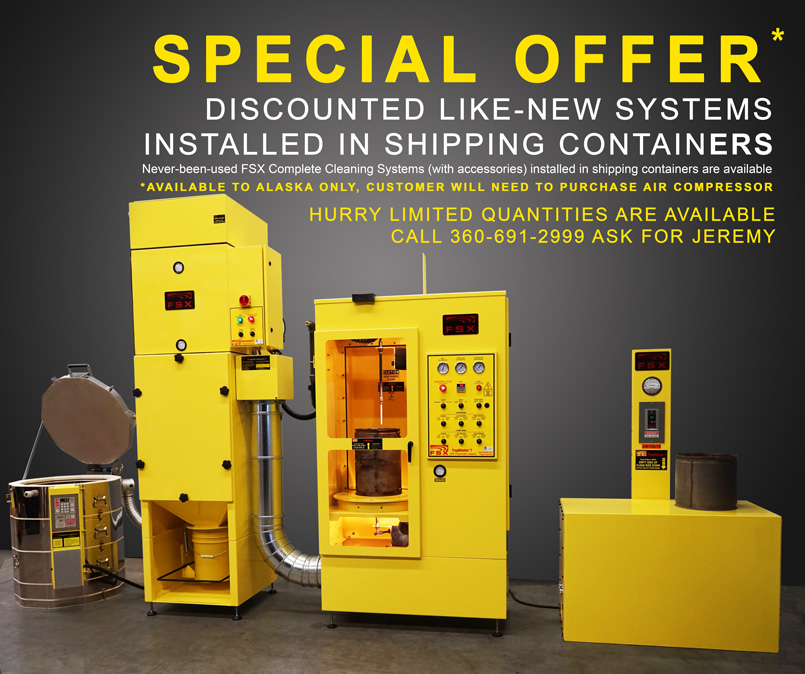 SPECIAL OFFER*
DISCOUNTED LIKE-NEW SYSTEMS
INSTALLED IN SHIPPING CONTAINERS
Never-been-used FSX Complete Cleaning Systems (with accessories) installed in shipping containers are available
*AVAILABLE TO ALASKA ONLY, CUSTOMER WILL NEED TO PURCHASE AIR COMPRESSOR
HURRY LIMITED QUANTITIES ARE AVAILABLE
CALL 360-691-2999 ASK FOR JEREMY
FSX
FSX
FSX
FSX